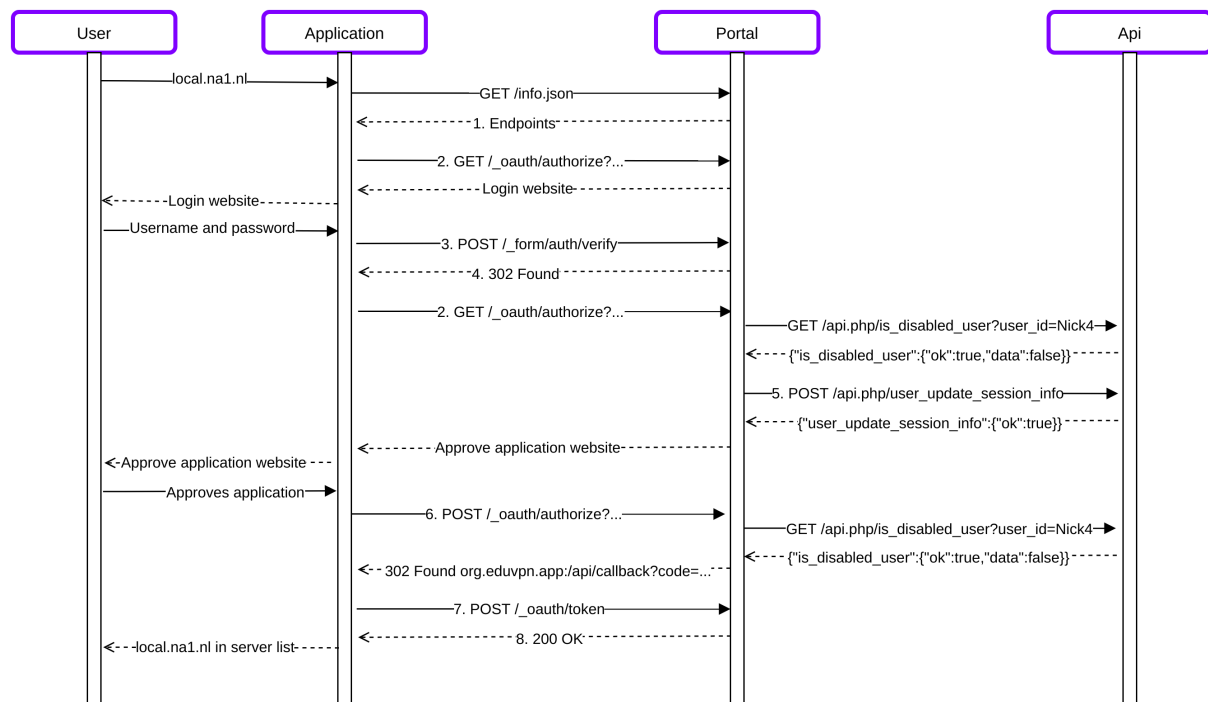 User
Application
Portal
Api
local.na1.nl
GET /info.json
1. Endpoints
2. GET /_oauth/authorize?...
Login website
Login website
Username and password
3. POST /_form/auth/verify
4. 302 Found
2. GET /_oauth/authorize?...
GET /api.php/is_disabled_user?user_id=Nick4
{"is_disabled_user":{"ok":true,"data":false}}
5. POST /api.php/user_update_session_info
{"user_update_session_info":{"ok":true}}
Approve application website
Approve application website
Approves application
6. POST /_oauth/authorize?...
GET /api.php/is_disabled_user?user_id=Nick4
{"is_disabled_user":{"ok":true,"data":false}}
302 Found org.eduvpn.app:/api/callback?code=...
7. POST /_oauth/token
8. 200 OK
local.na1.nl in server list